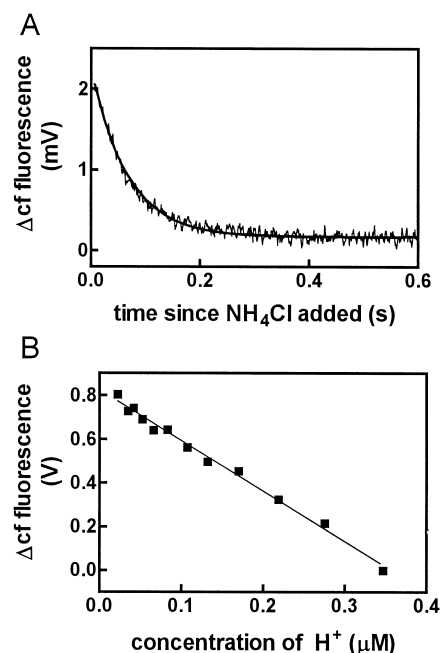 A
Δcf fluorescence
(mV)
2
1
0
0.0 0.2 0.4 0.6
time since NH₄Cl added (s)
B
Δcf fluorescence
(V)
0.8
0.6
0.4
0.2
0.0
0.0 0.1 0.2 0.3 0.4
concentration of H⁺ (μM)